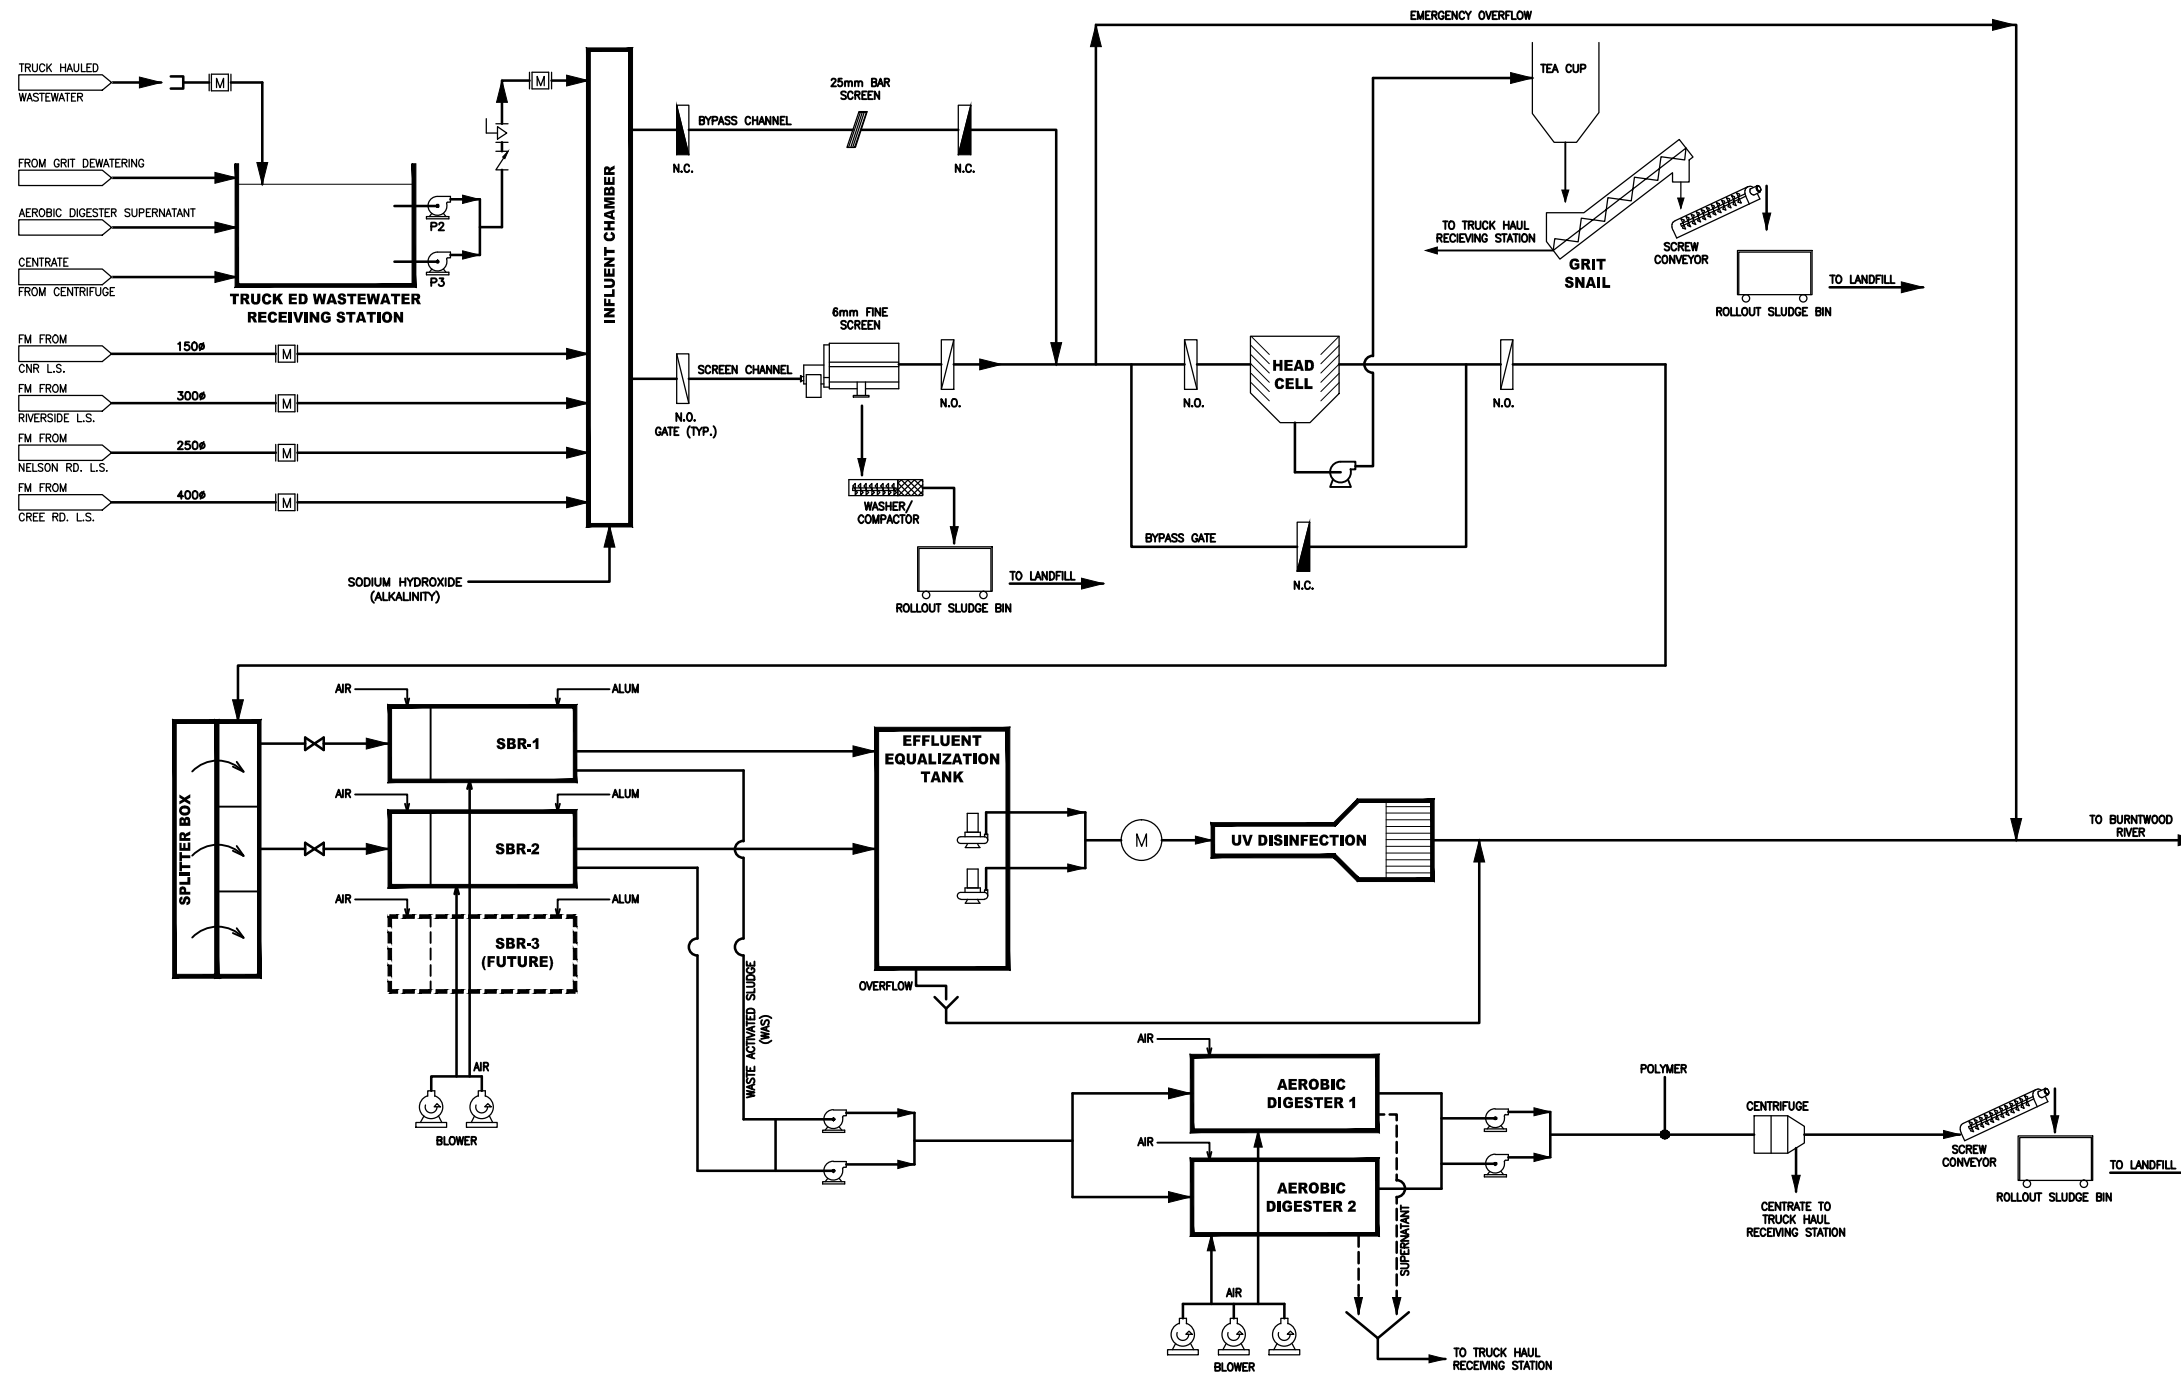 EMERGENCY OVERFLOW
TRUCK HAULED
WASTEWATER
M
M
25mm BAR
SCREEN
TEA CUP
BYPASS CHANNEL
N.C.
N.C.
FROM GRIT DEWATERING
AEROBIC DIGESTER SUPERNATANT
CENTRATE
FROM CENTRIFUGE
P2
P3
TRUCK ED WASTEWATER
RECEIVING STATION
INFLUENT CHAMBER
TO TRUCK HAUL
RECIEVING STATION
GRIT
SNAIL
SCREW
CONVEYOR
ROLLOUT SLUDGE BIN
TO LANDFILL
FM FROM
CNR L.S.
150ø
M
FM FROM
RIVERSIDE L.S.
300ø
M
FM FROM
NELSON RD. L.S.
250ø
M
FM FROM
CREE RD. L.S.
400ø
M
6mm FINE
SCREEN
SCREEN CHANNEL
N.O.
GATE (TYP.)
N.O.
N.O.
HEAD
CELL
N.O.
WASHER/
COMPACTOR
BYPASS GATE
N.C.
ROLLOUT SLUDGE BIN
TO LANDFILL
SODIUM HYDROXIDE
(ALKALINITY)
SPLITTER BOX
AIR
ALUM
SBR-1
AIR
ALUM
SBR-2
AIR
ALUM
SBR-3
(FUTURE)
AIR
BLOWER
WASTE ACTIVATED SLUDGE
(WAS)
EFFLUENT
EQUALIZATION
TANK
OVERFLOW
M
UV DISINFECTION
TO BURNTWOOD
RIVER
AIR
AEROBIC
DIGESTER 1
AIR
AEROBIC
DIGESTER 2
SUPERNATANT
AIR
BLOWER
TO TRUCK HAUL
RECEIVING STATION
POLYMER
CENTRIFUGE
CENTRATE TO
TRUCK HAUL
RECEIVING STATION
SCREW
CONVEYOR
ROLLOUT SLUDGE BIN
TO LANDFILL